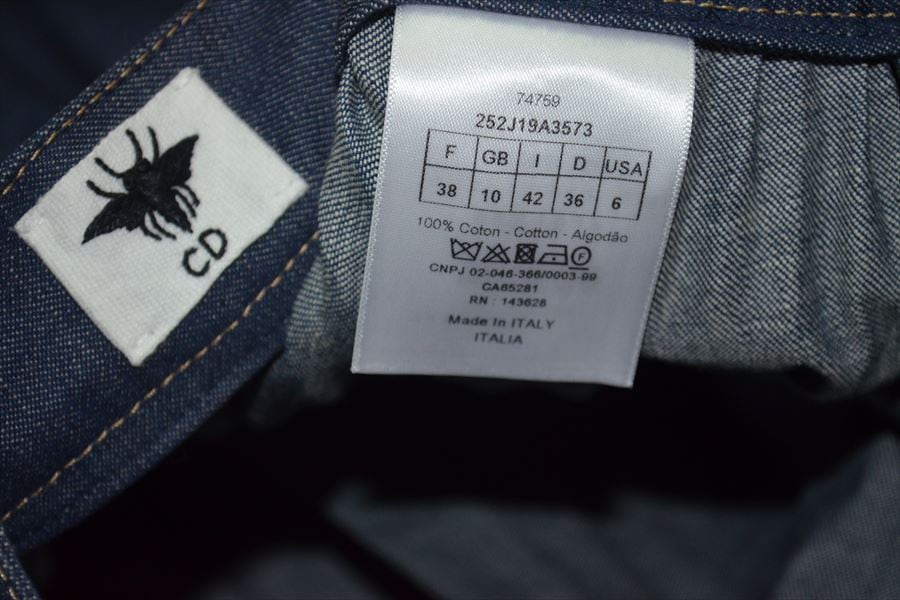 CD
74759
252J19A3573
F GB I D USA
38 10 42 36 6
100% Coton - Cotton - Algodão
F
CNPJ 02-046-366/0003-99
CA65281
RN : 143628
Made In ITALY
ITALIA